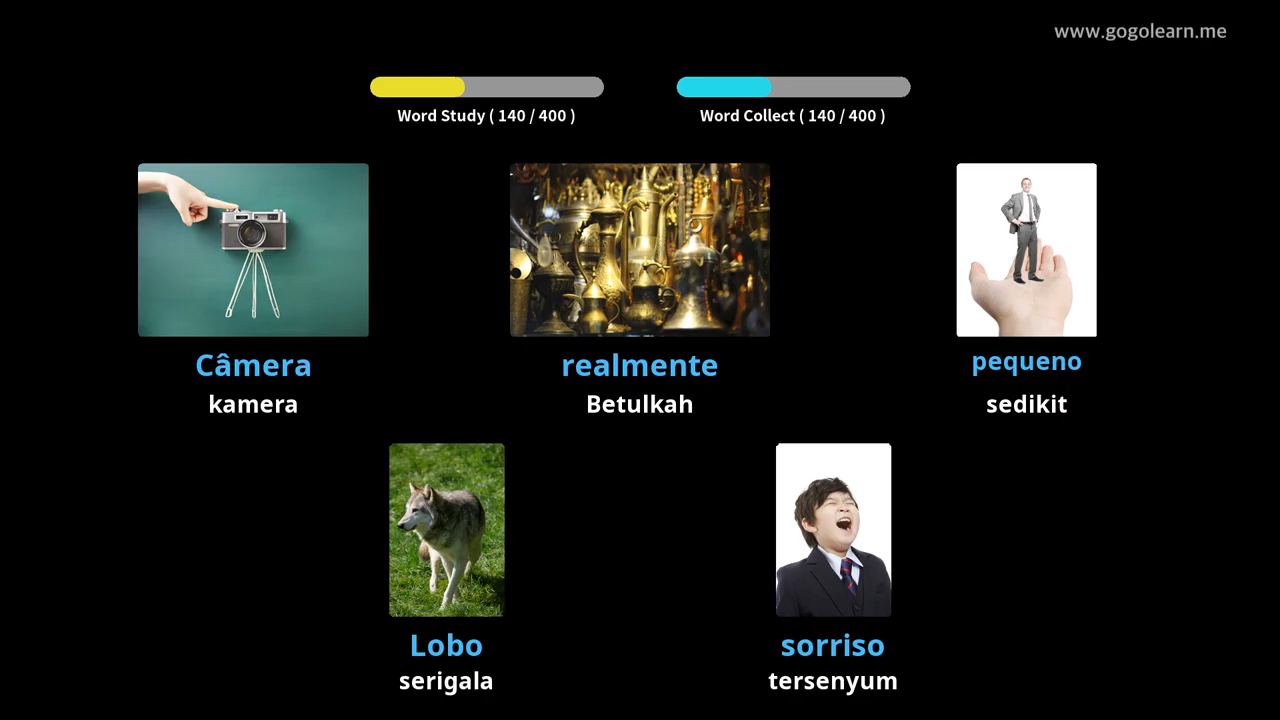 www.gogolearn.me
Word Study ( 140 / 400 )
Word Collect ( 140 / 400 )
Câmera
realmente
pequeno
kamera
Betulkah
sedikit
Lobo
sorriso
serigala
tersenyum